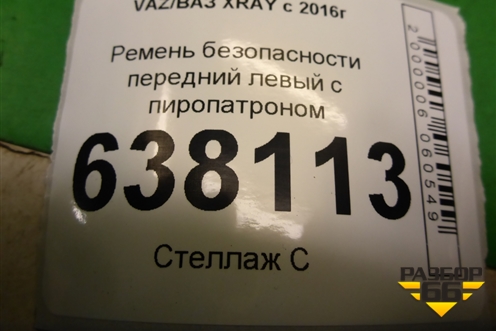 VAZ/ВАЗ XRAY с 2016г
Ремень безопасности
передний левый с
пиропатроном
638113
Стеллаж С
2000006060549
РАЗБОР
66